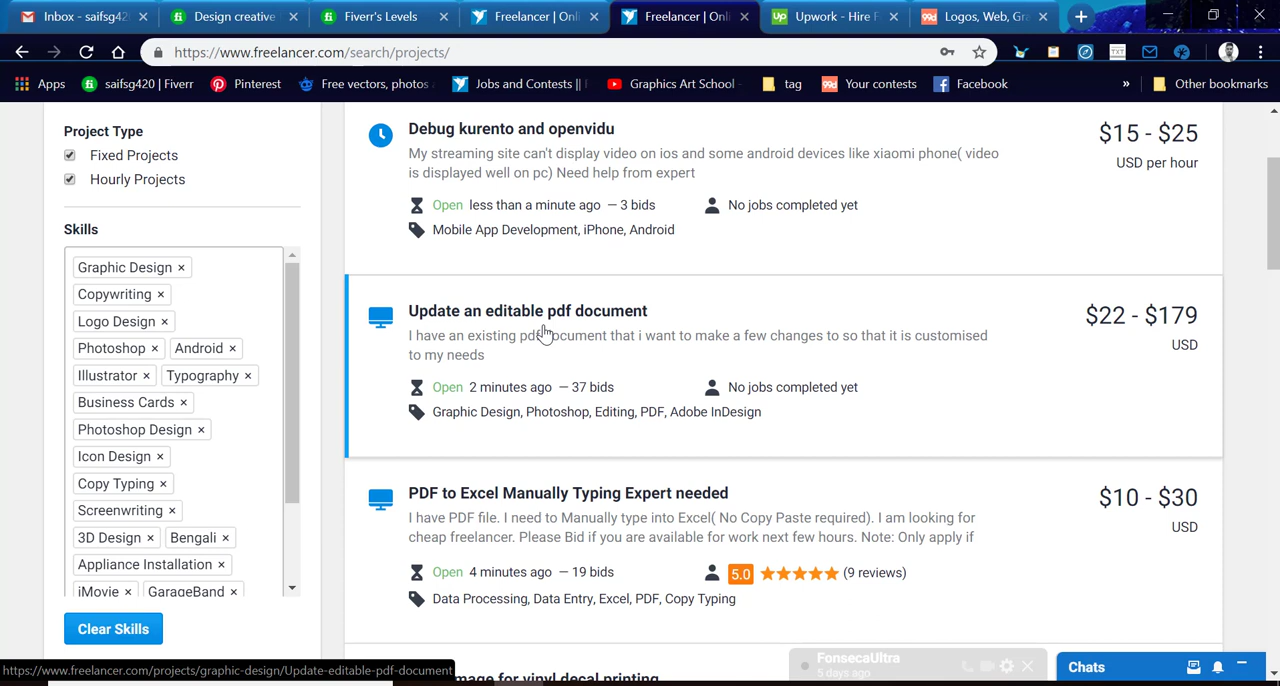 Inbox - saifsg42
Design creative
Fiverr's Levels
Freelancer | Onli
Freelancer | Onli
Upwork - Hire F
Logos, Web, Gra
https://www.freelancer.com/search/projects/
Apps
saifsg420 | Fiverr
Pinterest
Free vectors, photos
Jobs and Contests ||
Graphics Art School -
tag
Your contests
Facebook
»
Other bookmarks
Project Type
Fixed Projects
Hourly Projects
Skills
Graphic Design ×
Copywriting ×
Logo Design ×
Photoshop × Android ×
Illustrator × Typography ×
Business Cards ×
Photoshop Design ×
Icon Design ×
Copy Typing ×
Screenwriting ×
3D Design × Bengali ×
Appliance Installation ×
iMovie × GarageBand ×
Clear Skills
Debug kurento and openvidu
$15 - $25
My streaming site can't display video on ios and some android devices like xiaomi phone( video
USD per hour
is displayed well on pc) Need help from expert
Open less than a minute ago — 3 bids
No jobs completed yet
Mobile App Development, iPhone, Android
Update an editable pdf document
$22 - $179
I have an existing pdf document that i want to make a few changes to so that it is customised
USD
to my needs
Open 2 minutes ago — 37 bids
No jobs completed yet
Graphic Design, Photoshop, Editing, PDF, Adobe InDesign
PDF to Excel Manually Typing Expert needed
$10 - $30
I have PDF file. I need to Manually type into Excel( No Copy Paste required). I am looking for
USD
cheap freelancer. Please Bid if you are available for work next few hours. Note: Only apply if
Open 4 minutes ago — 19 bids
5.0 (9 reviews)
Data Processing, Data Entry, Excel, PDF, Copy Typing
image for vinyl decal printing
FonsecaUltra
5 days ago
Chats
https://www.freelancer.com/projects/graphic-design/Update-editable-pdf-document